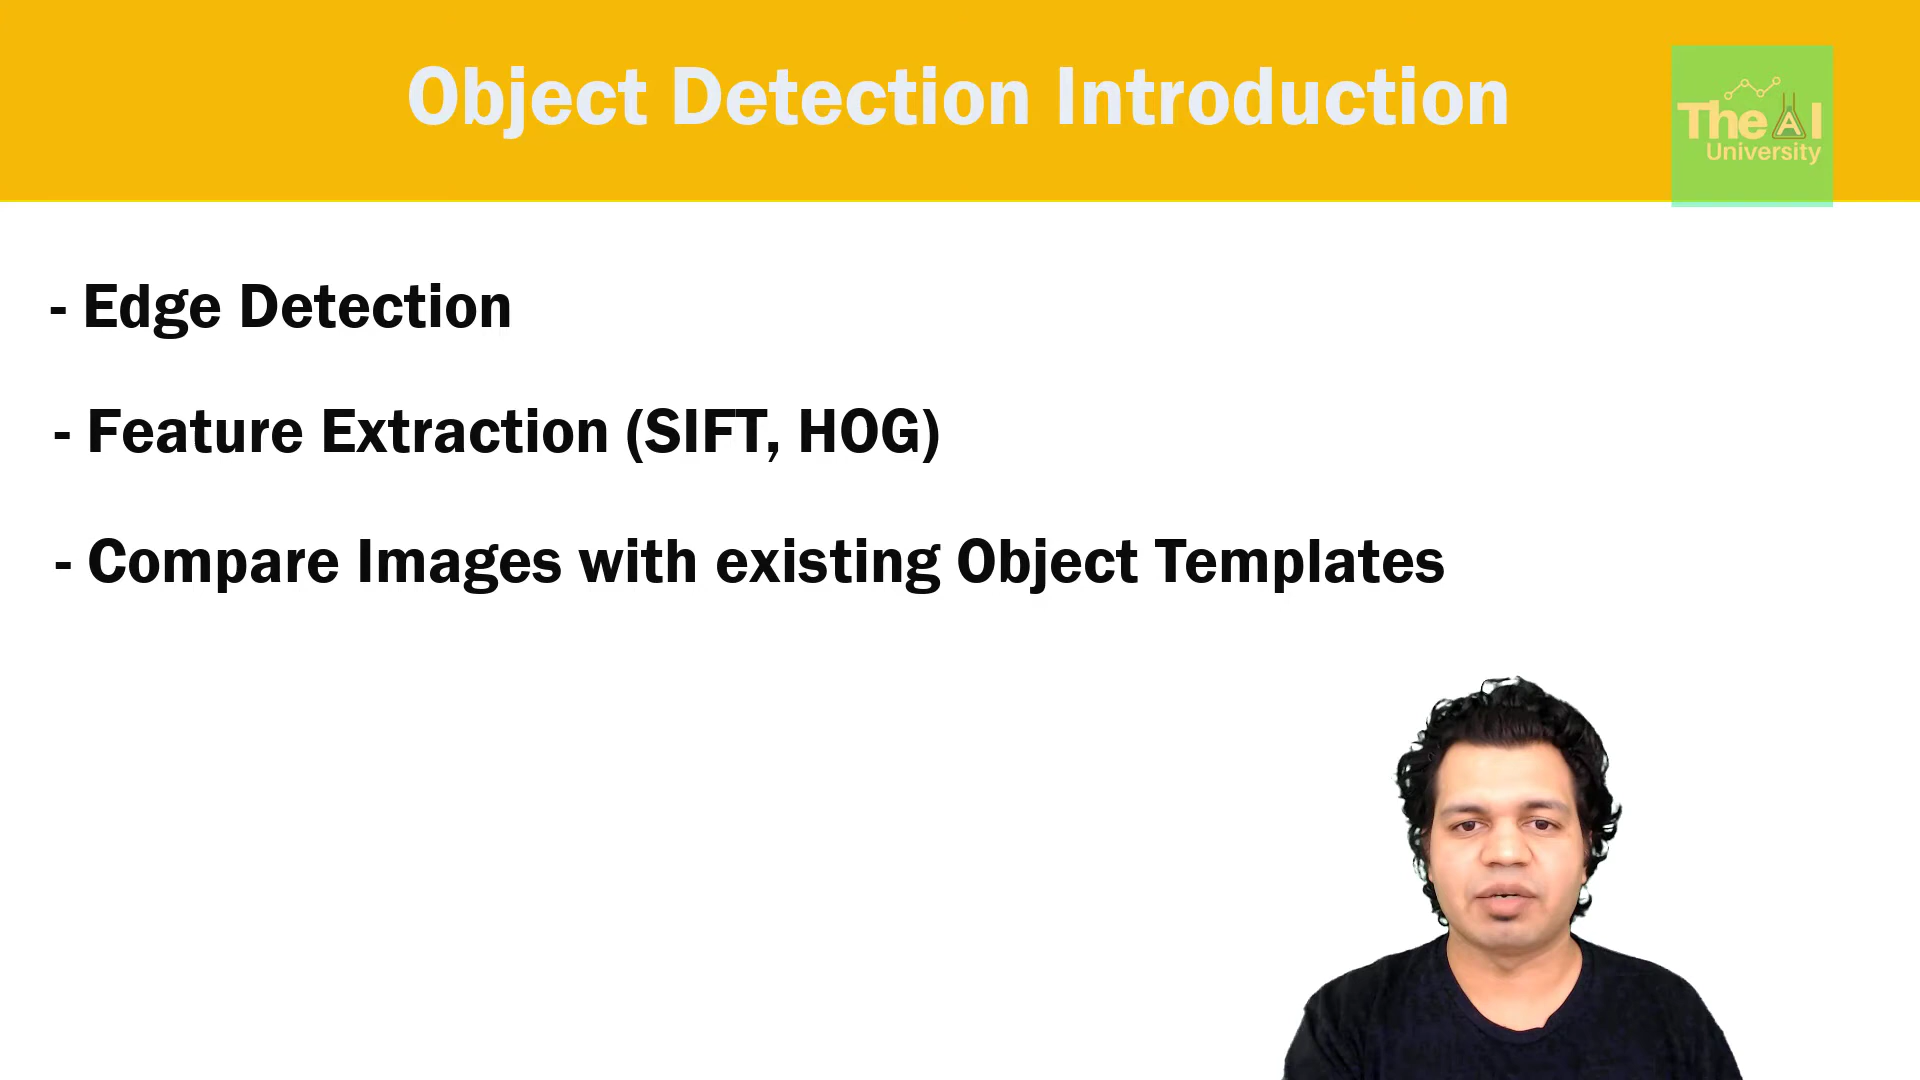 Object Detection Introduction
The AI
University
- Edge Detection
- Feature Extraction (SIFT, HOG)
- Compare Images with existing Object Templates